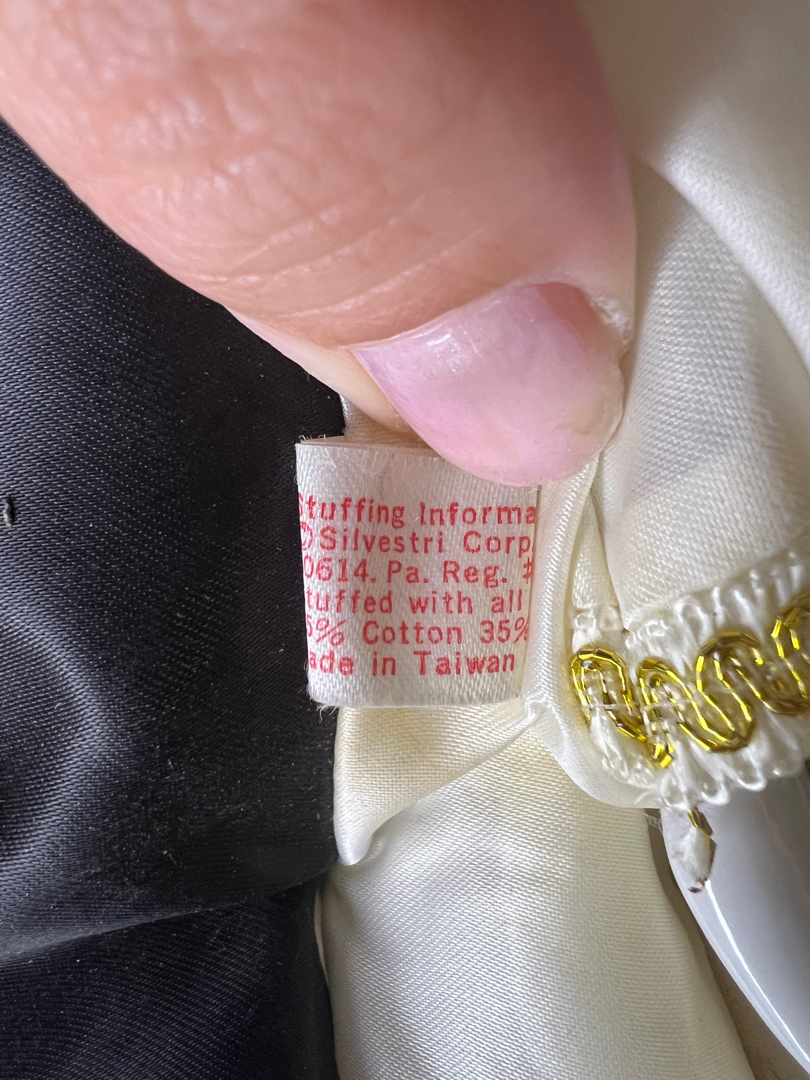 Stuffing Informa
©Silvestri Corp.
0614. Pa. Reg. #
tuffed with all
5% Cotton 35%
ade in Taiwan